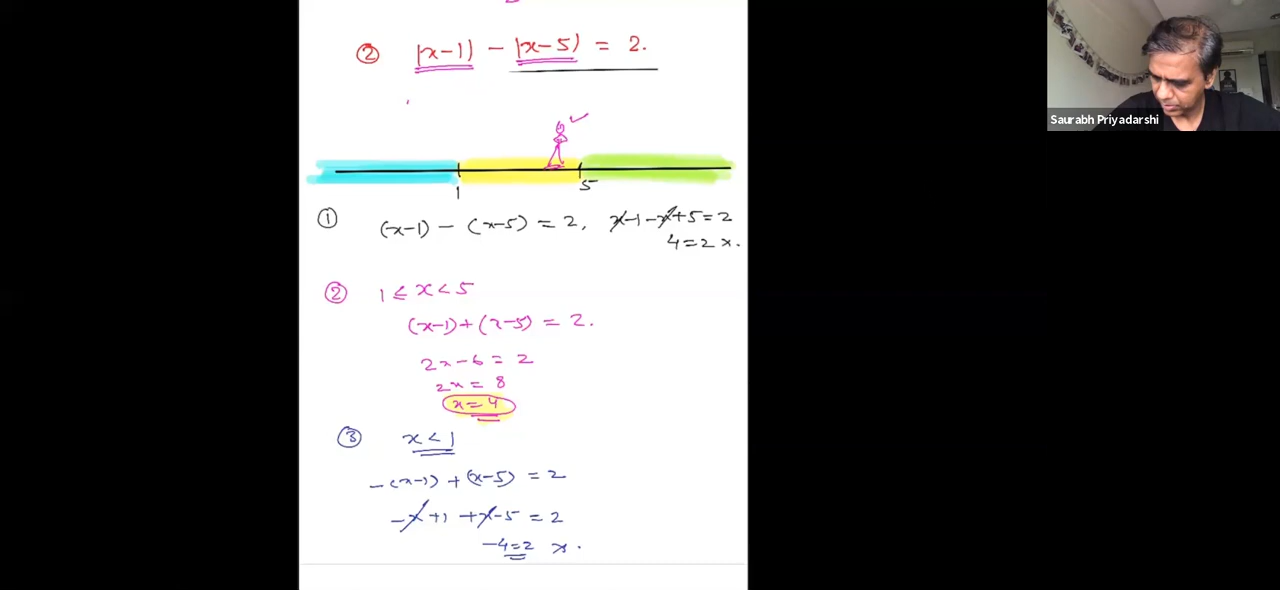 ② |x-1| - |x-5| = 2.
Saurabh Priyadarshi
1 5
① (x-1) - (x-5) = 2, x-1-x+5=2
4=2 ×.
② 1 ≤ x < 5
(x-1)+(x-5) = 2.
2x-6 = 2
2x = 8
x=4
③ x < 1
-(x-1) + (x-5) = 2
-x+1 +x-5 = 2
-4=2 ×.